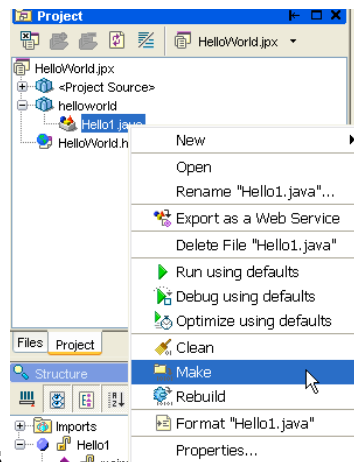 Project
HelloWorld.jpx
HelloWorld.jpx
<Project Source>
helloworld
Hello1.java
HelloWorld.h
New
Open
Rename "Hello1.java"...
Export as a Web Service
Delete File "Hello1.java"
Run using defaults
Debug using defaults
Optimize using defaults
Clean
Make
Rebuild
Format "Hello1.java"
Properties...
Files Project
Structure
Imports
Hello1